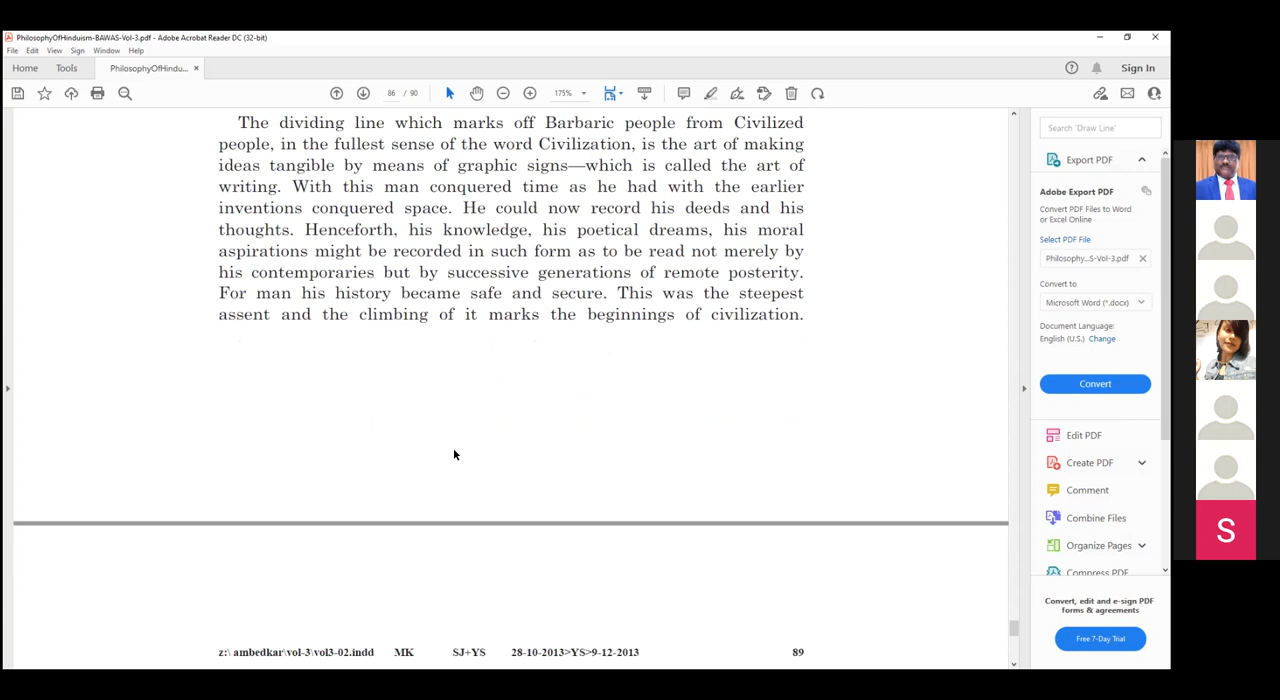 PhilosophyOfHinduism-BAWAS-Vol-3.pdf - Adobe Acrobat Reader DC (32-bit)
File Edit View Sign Window Help
Home Tools PhilosophyOfHindu... ×
Sign In
86 / 90 175%
The dividing line which marks off Barbaric people from Civilized
people, in the fullest sense of the word Civilization, is the art of making
ideas tangible by means of graphic signs—which is called the art of
writing. With this man conquered time as he had with the earlier
inventions conquered space. He could now record his deeds and his
thoughts. Henceforth, his knowledge, his poetical dreams, his moral
aspirations might be recorded in such form as to be read not merely by
his contemporaries but by successive generations of remote posterity.
For man his history became safe and secure. This was the steepest
assent and the climbing of it marks the beginnings of civilization.
z:\ ambedkar\vol-3\vol3-02.indd MK SJ+YS 28-10-2013>YS>9-12-2013 89
Search 'Draw Line'
Export PDF
Adobe Export PDF
Convert PDF Files to Word
or Excel Online
Select PDF File
Philosophy...S-Vol-3.pdf
Convert to
Microsoft Word (*.docx)
Document Language:
English (U.S.) Change
Convert
Edit PDF
Create PDF
Comment
Combine Files
Organize Pages
Compress PDF
Convert, edit and e-sign PDF
forms & agreements
Free 7-Day Trial
S